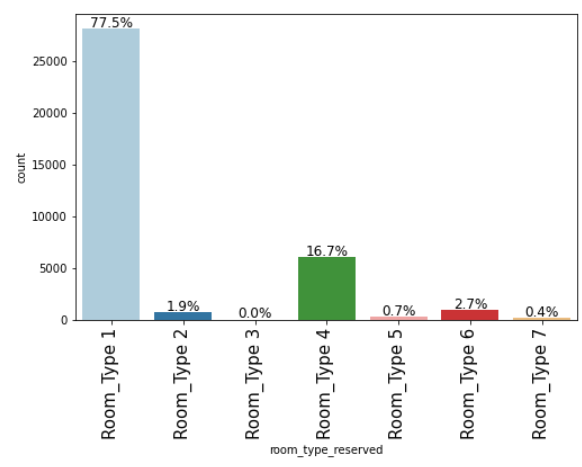 77.5%
25000
20000
15000
count
10000
16.7%
5000
1.9%
0.0%
0.7%
2.7%
0.4%
0
Room_Type 1
Room_Type 2
Room_Type 3
Room_Type 4
Room_Type 5
Room_Type 6
Room_Type 7
room_type_reserved